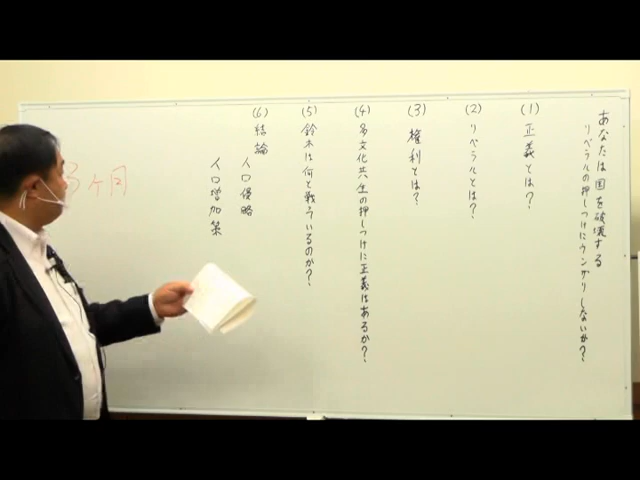 あなたは国を破壊する
リベラルの押しつけにウンザリしないか？
(1) 正義とは？
(2) リベラルとは？
(3) 権利とは？
(4) 多文化共生の押しつけに正義はあるか？
(5) 鈴木は何と戦っているのか？
(6) 結論
人口侵略
人口増加策
3ヶ国